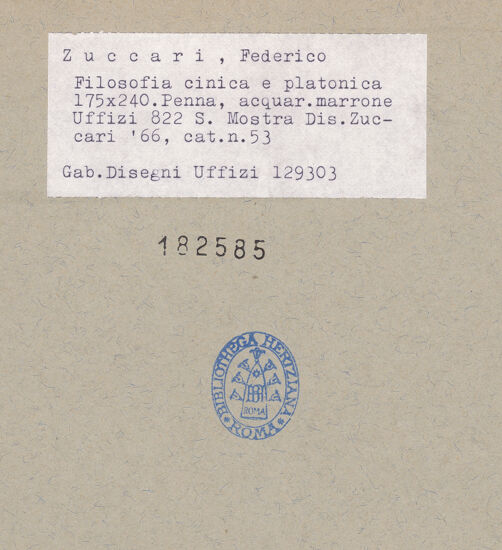 Zuccari, Federico
Filosofia cinica e platonica
175x240.Penna, acquar.marrone
Uffizi 822 S. Mostra Dis.Zuc-
cari '66, cat.n.53
Gab.Disegni Uffizi 129303
182585
BIBLIOTHECA HERTZIANA
ROMA
ROMA